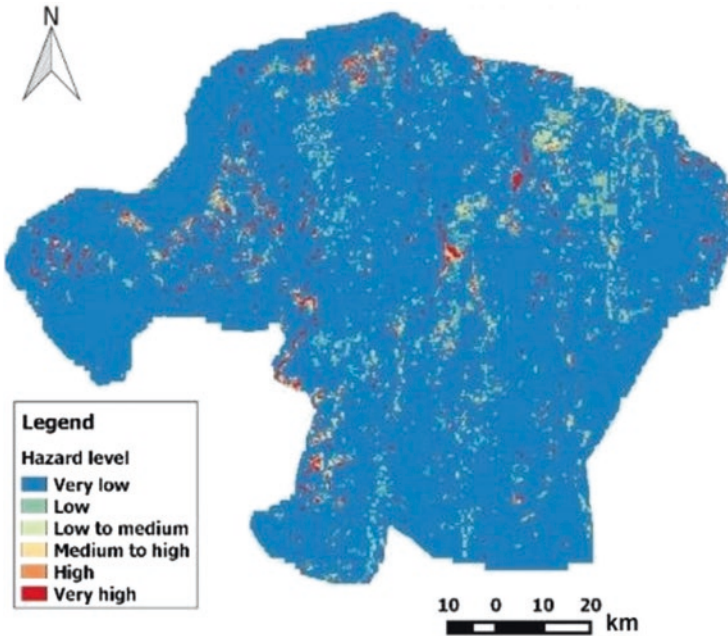 N
Legend
Hazard level
Very low
Low
Low to medium
Medium to high
High
Very high
10 0 10 20
km